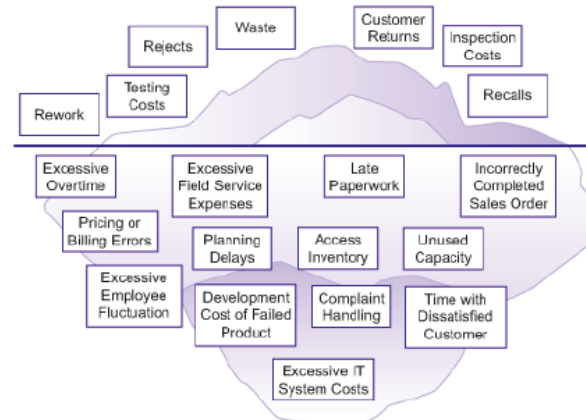 Waste
Customer
Returns
Rejects
Inspection
Costs
Testing
Costs
Recalls
Rework
Excessive
Overtime
Excessive
Field Service
Expenses
Late
Paperwork
Incorrectly
Completed
Sales Order
Pricing or
Billing Errors
Planning
Delays
Access
Inventory
Unused
Capacity
Excessive
Employee
Fluctuation
Development
Cost of Failed
Product
Complaint
Handling
Time with
Dissatisfied
Customer
Excessive IT
System Costs